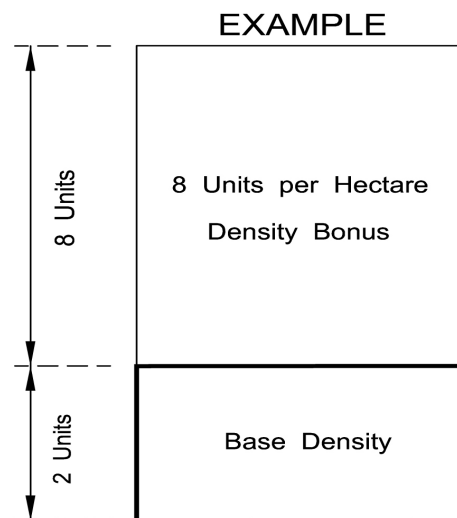 EXAMPLE
8 Units
8 Units per Hectare
Density Bonus
2 Units
Base Density